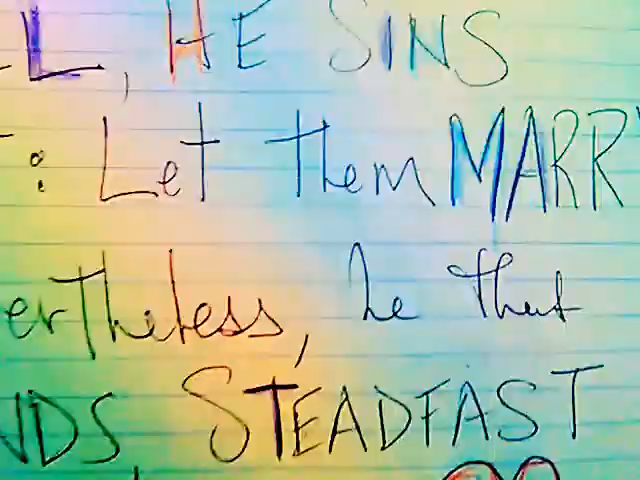 L, HE SINS
: Let them MARR
ertheless, he that
NDS STEADFAST